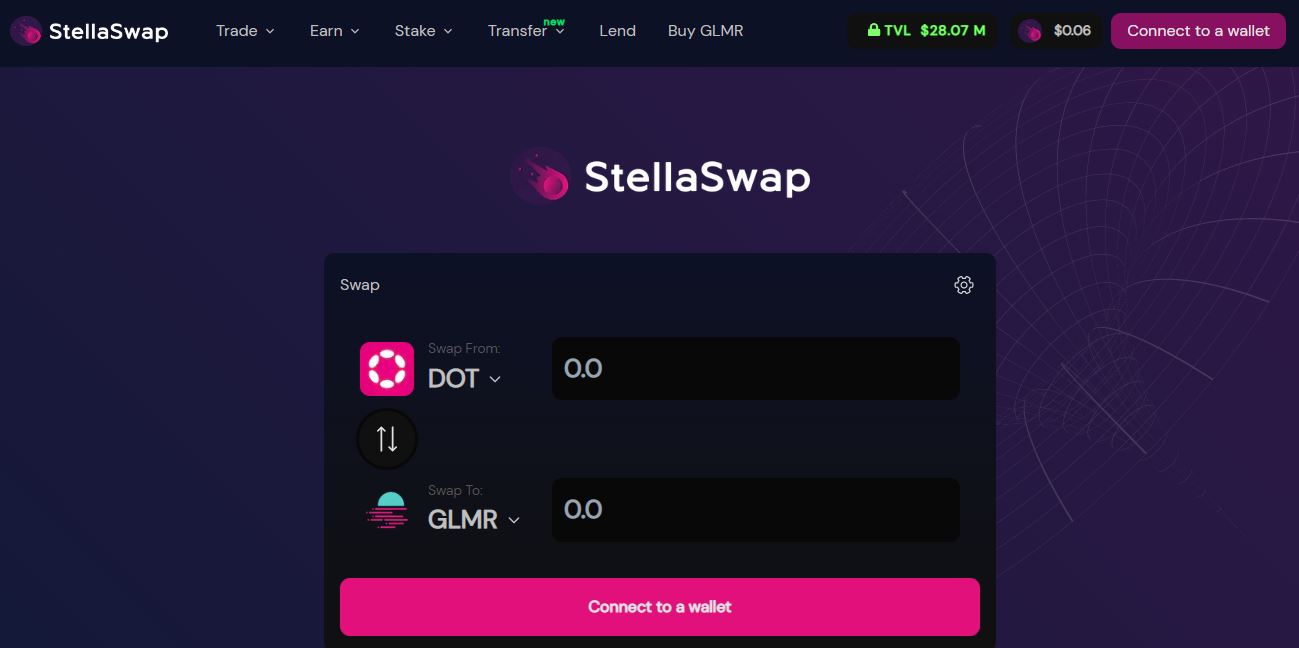 StellaSwap Trade Earn Stake Transfer new Lend Buy GLMR TVL $28.07 M $0.06 Connect to a wallet
StellaSwap
Swap
Swap From:
DOT 0.0
Swap To:
GLMR 0.0
Connect to a wallet